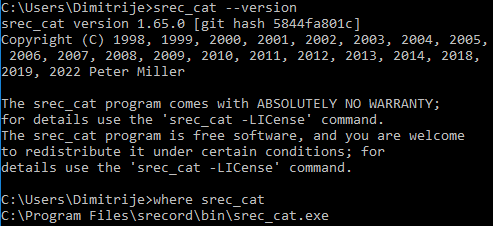 C:\Users\Dimitrije>srec_cat --version
srec_cat version 1.65.0 [git hash 5844fa801c]
Copyright (C) 1998, 1999, 2000, 2001, 2002, 2003, 2004, 2005,
2006, 2007, 2008, 2009, 2010, 2011, 2012, 2013, 2014, 2018,
2019, 2022 Peter Miller
The srec_cat program comes with ABSOLUTELY NO WARRANTY;
for details use the 'srec_cat -LICense' command.
The srec_cat program is free software, and you are welcome
to redistribute it under certain conditions; for
details use the 'srec_cat -LICense' command.
C:\Users\Dimitrije>where srec_cat
C:\Program Files\srecord\bin\srec_cat.exe